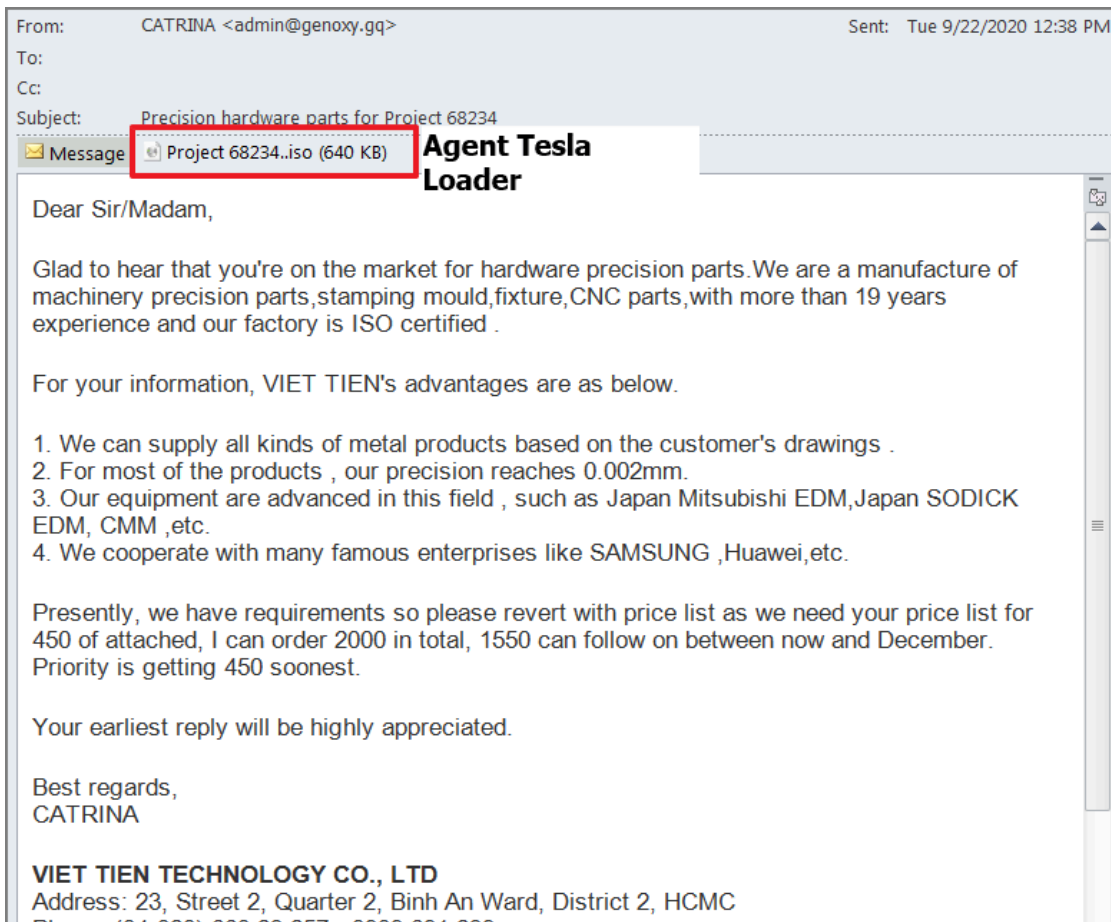 From: CATRINA <admin@genoxy.gq> Sent: Tue 9/22/2020 12:38 PM
To:
Cc:
Subject: Precision hardware parts for Project 68234
Message Project 68234..iso (640 KB) Agent Tesla
Loader
Dear Sir/Madam,
Glad to hear that you're on the market for hardware precision parts.We are a manufacture of
machinery precision parts,stamping mould,fixture,CNC parts,with more than 19 years
experience and our factory is ISO certified .
For your information, VIET TIEN's advantages are as below.
1. We can supply all kinds of metal products based on the customer's drawings .
2. For most of the products , our precision reaches 0.002mm.
3. Our equipment are advanced in this field , such as Japan Mitsubishi EDM,Japan SODICK
EDM, CMM ,etc.
4. We cooperate with many famous enterprises like SAMSUNG ,Huawei,etc.
Presently, we have requirements so please revert with price list as we need your price list for
450 of attached, I can order 2000 in total, 1550 can follow on between now and December.
Priority is getting 450 soonest.
Your earliest reply will be highly appreciated.
Best regards,
CATRINA
VIET TIEN TECHNOLOGY CO., LTD
Address: 23, Street 2, Quarter 2, Binh An Ward, District 2, HCMC